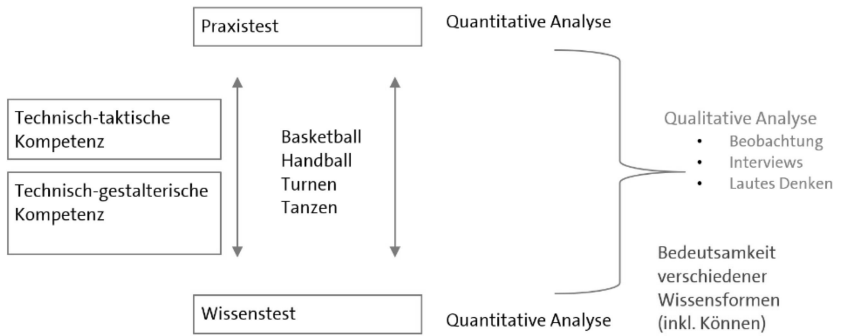 Praxistest
Quantitative Analyse
Technisch-taktische
Kompetenz
Technisch-gestalterische
Kompetenz
Basketball
Handball
Turnen
Tanzen
Qualitative Analyse
• Beobachtung
• Interviews
• Lautes Denken
Bedeutsamkeit
verschiedener
Wissensformen
(inkl. Können)
Wissenstest
Quantitative Analyse